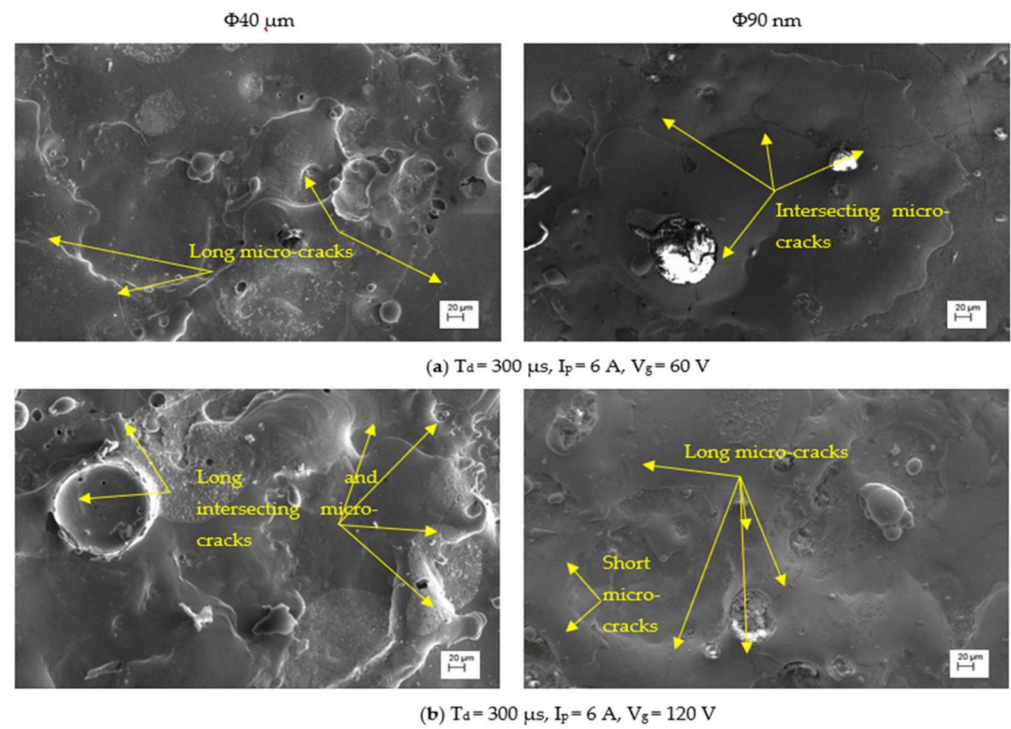 Φ40 μm
Φ90 nm
Long micro-cracks
20 μm
Intersecting micro-
cracks
20 μm
(a) Td = 300 μs, Ip = 6 A, Vg = 60 V
Long and
intersecting micro-
cracks
20 μm
Long micro-cracks
Short
micro-
cracks
20 μm
(b) Td = 300 μs, Ip = 6 A, Vg = 120 V